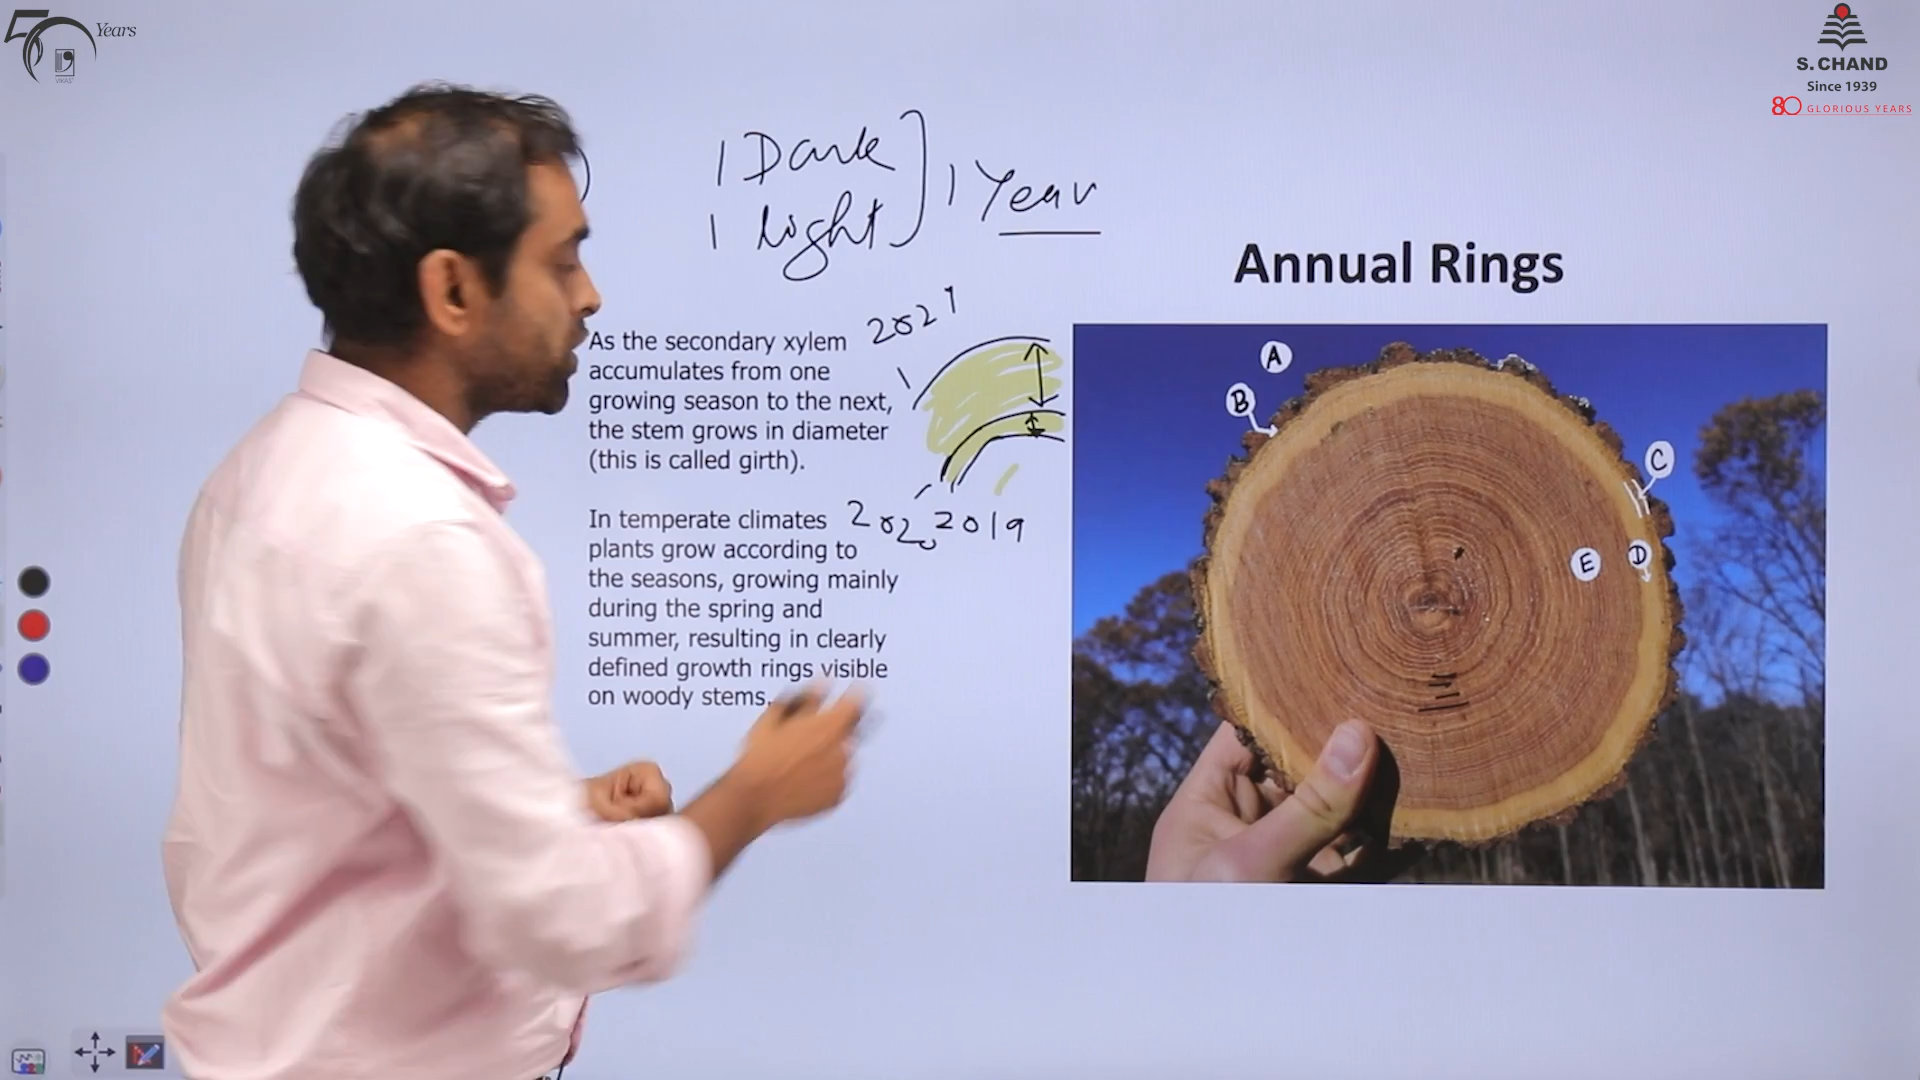 50 Years
VIKAS
S. CHAND
Since 1939
80 GLORIOUS YEARS
1 Dark
1 light
1 Year
Annual Rings
2021
As the secondary xylem
accumulates from one
growing season to the next,
the stem grows in diameter
(this is called girth).
2020 2019
In temperate climates
plants grow according to
the seasons, growing mainly
during the spring and
summer, resulting in clearly
defined growth rings visible
on woody stems.
A
B
C
D
E